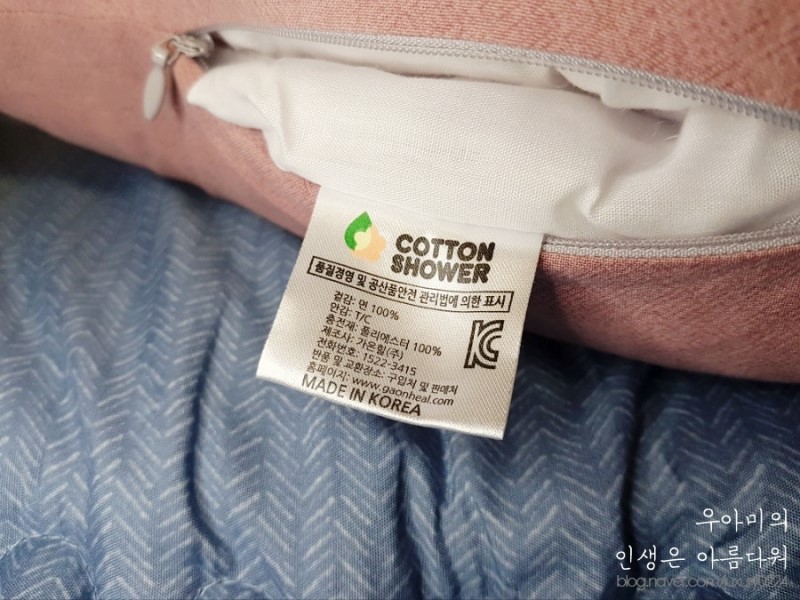 COTTON
SHOWER
품질경영 및 공산품안전 관리법에 의한 표시
겉감: 면 100%
안감: T/C
충전재: 폴리에스터 100%
제조사: 가온힐(주)
전화번호: 1522-3415
반품 및 교환장소: 구입처 및 판매처
홈페이지: www.gaonheal.com
MADE IN KOREA
우아미의
인생은 아름다워